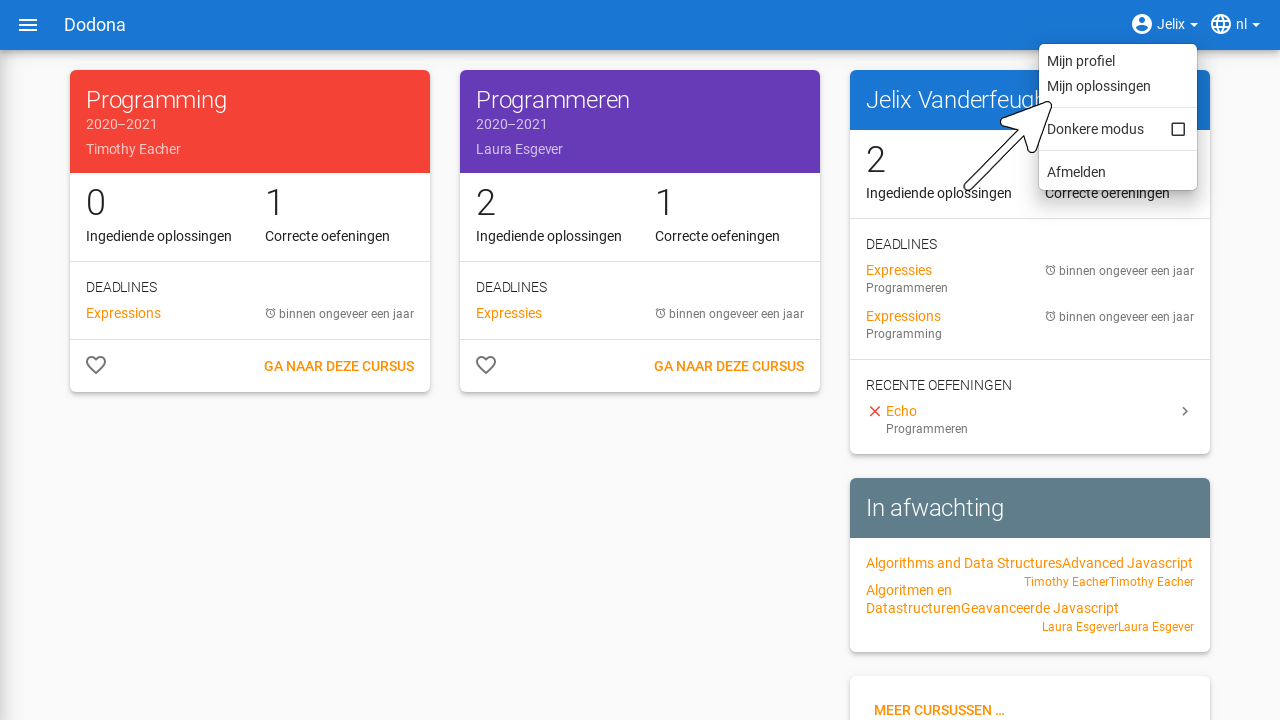 Dodona
Jelix
nl
Mijn profiel
Mijn oplossingen
Donkere modus
Afmelden
Programming
2020–2021
Timothy Eacher
0
Ingediende oplossingen
1
Correcte oefeningen
DEADLINES
Expressions
binnen ongeveer een jaar
GA NAAR DEZE CURSUS
Programmeren
2020–2021
Laura Esgever
2
Ingediende oplossingen
1
Correcte oefeningen
DEADLINES
Expressies
binnen ongeveer een jaar
GA NAAR DEZE CURSUS
Jelix Vanderfeugh
2
Ingediende oplossingen
Correcte oefeningen
DEADLINES
Expressies
binnen ongeveer een jaar
Programmeren
Expressions
binnen ongeveer een jaar
Programming
RECENTE OEFENINGEN
Echo
Programmeren
In afwachting
Algorithms and Data StructuresAdvanced Javascript
Timothy EacherTimothy Eacher
Algoritmen en
DatastructurenGeavanceerde Javascript
Laura EsgeverLaura Esgever
MEER CURSUSSEN ...